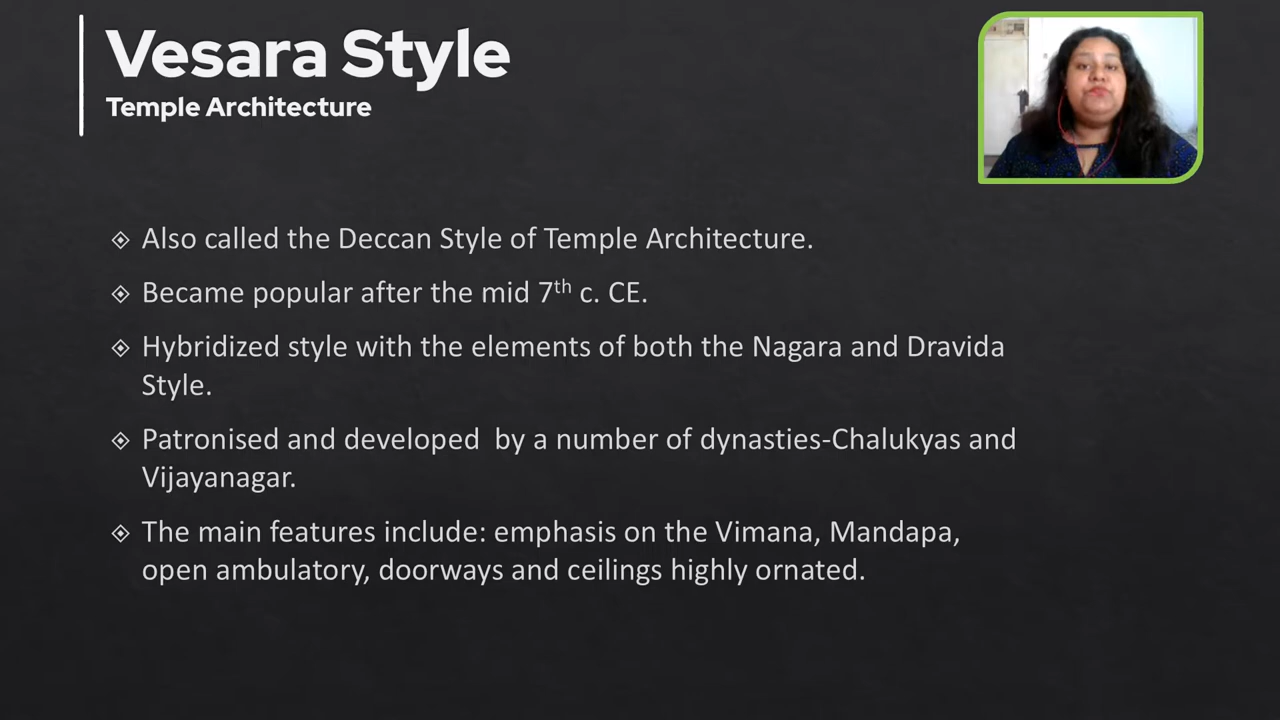 Vesara Style
Temple Architecture
Also called the Deccan Style of Temple Architecture.
Became popular after the mid 7th c. CE.
Hybridized style with the elements of both the Nagara and Dravida
Style.
Patronised and developed  by a number of dynasties-Chalukyas and
Vijayanagar.
The main features include: emphasis on the Vimana, Mandapa,
open ambulatory, doorways and ceilings highly ornated.